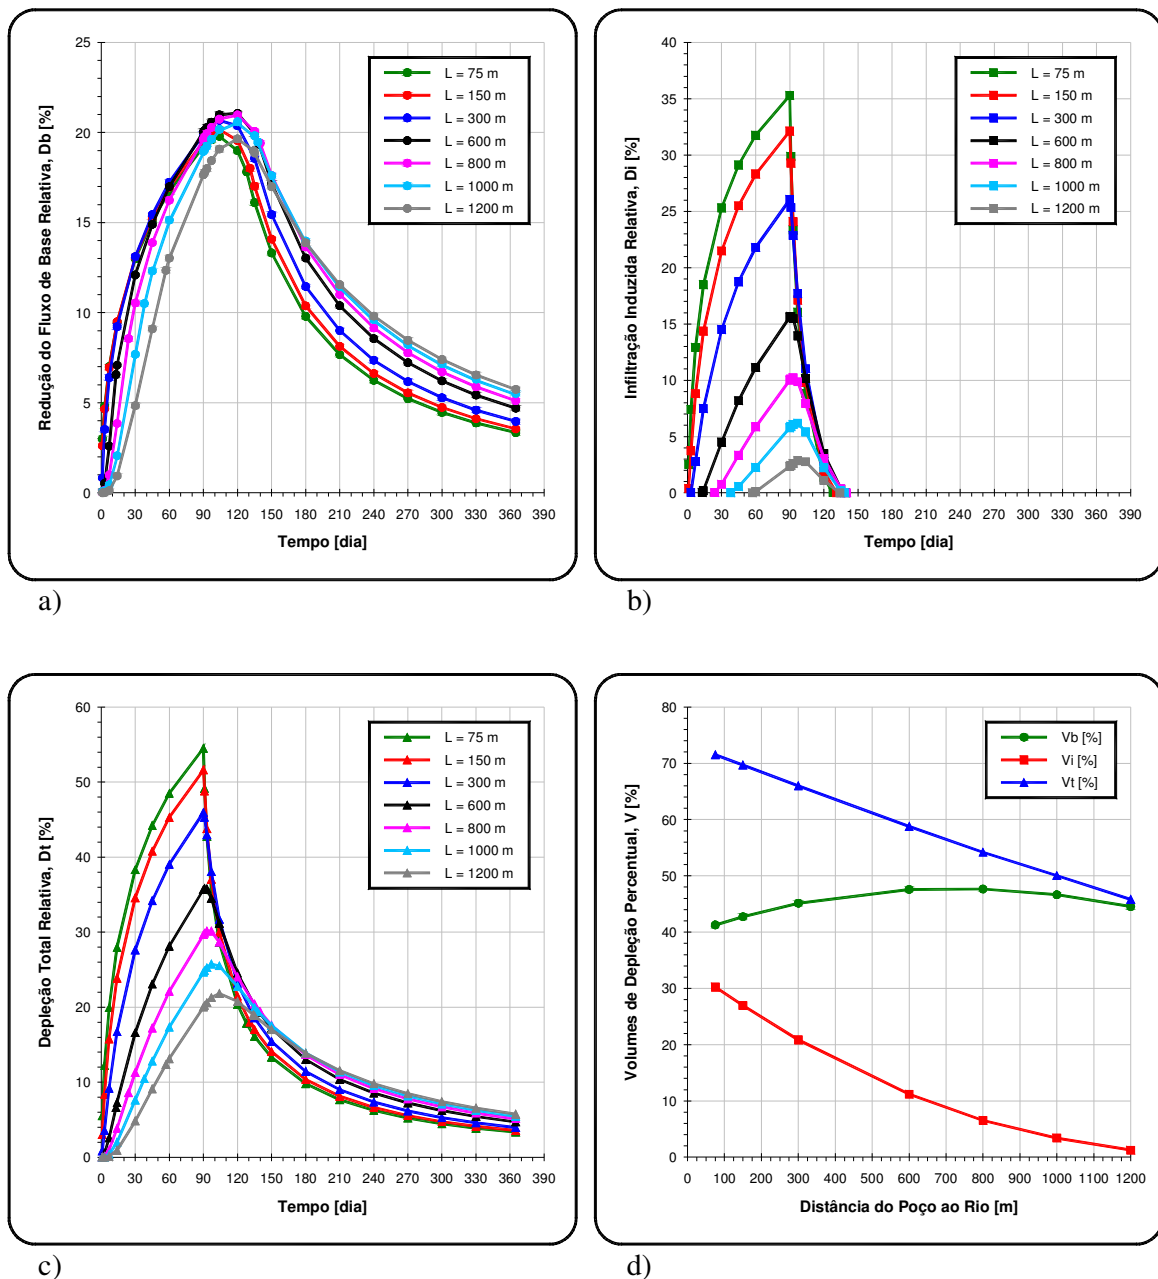 25
20
15
10
5
0
Redução do Fluxo de Base Relativa, Db [%]
L = 75 m
L = 150 m
L = 300 m
L = 600 m
L = 800 m
L = 1000 m
L = 1200 m
0 30 60 90 120 150 180 210 240 270 300 330 360 390
Tempo [dia]
a)
40
35
30
25
20
15
10
5
0
Infiltração Induzida Relativa, Di [%]
L = 75 m
L = 150 m
L = 300 m
L = 600 m
L = 800 m
L = 1000 m
L = 1200 m
0 30 60 90 120 150 180 210 240 270 300 330 360 390
Tempo [dia]
b)
60
50
40
30
20
10
0
Depleção Total Relativa, Dt [%]
L = 75 m
L = 150 m
L = 300 m
L = 600 m
L = 800 m
L = 1000 m
L = 1200 m
0 30 60 90 120 150 180 210 240 270 300 330 360 390
Tempo [dia]
c)
80
70
60
50
40
30
20
10
0
Volumes de Depleção Percentual, V [%]
Vb [%]
Vi [%]
Vt [%]
0 100 200 300 400 500 600 700 800 900 1000 1100 1200
Distância do Poço ao Rio [m]
d)